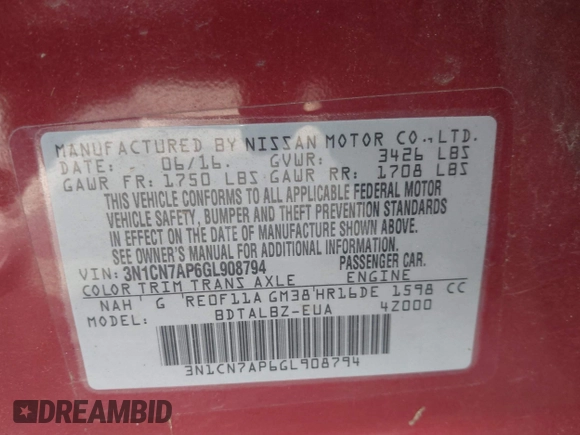 MANUFACTURED BY NISSAN MOTOR CO.,LTD.
DATE: 06/16. GVWR: 3426 LBS
GAWR FR: 1750 LBS GAWR RR: 1708 LBS
THIS VEHICLE CONFORMS TO ALL APPLICABLE FEDERAL MOTOR
VEHICLE SAFETY, BUMPER AND THEFT PREVENTION STANDARDS
IN EFFECT ON THE DATE OF MANUFACTURE SHOWN ABOVE.
SEE OWNER'S MANUAL FOR ADDITIONAL INFORMATION.
VIN: 3N1CN7AP6GL908794 PASSENGER CAR.
COLOR TRIM TRANS AXLE ENGINE
NAH G RE0F11A GM38 HR16DE 1598 CC
MODEL: BDTALBZ-EUA 4Z000
3N1CN7AP6GL908794
DREAMBID